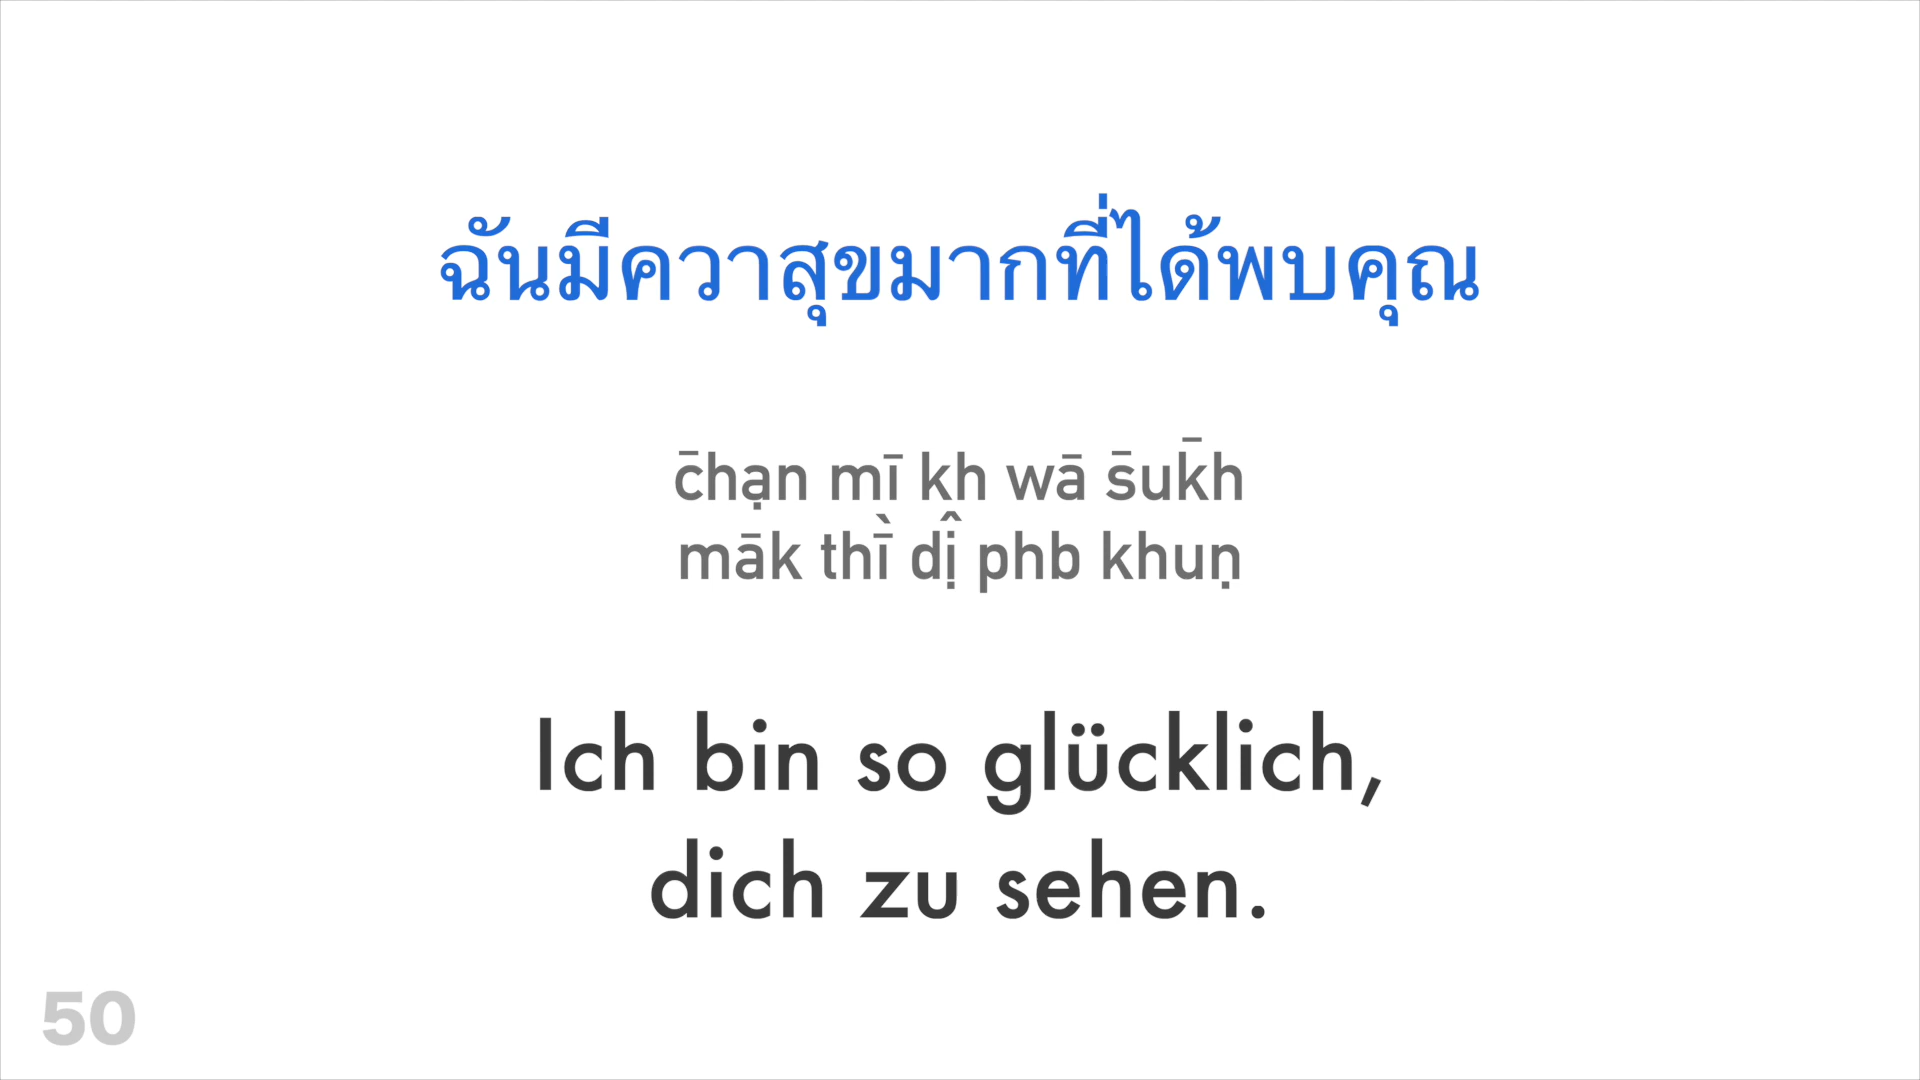 ฉันมีควาสุขมากที่ได้พบคุณ
c̄hạn mī kh wā s̄uk̄h
māk thī̀ dị̂ phb khuṇ
Ich bin so glücklich,
dich zu sehen.
50